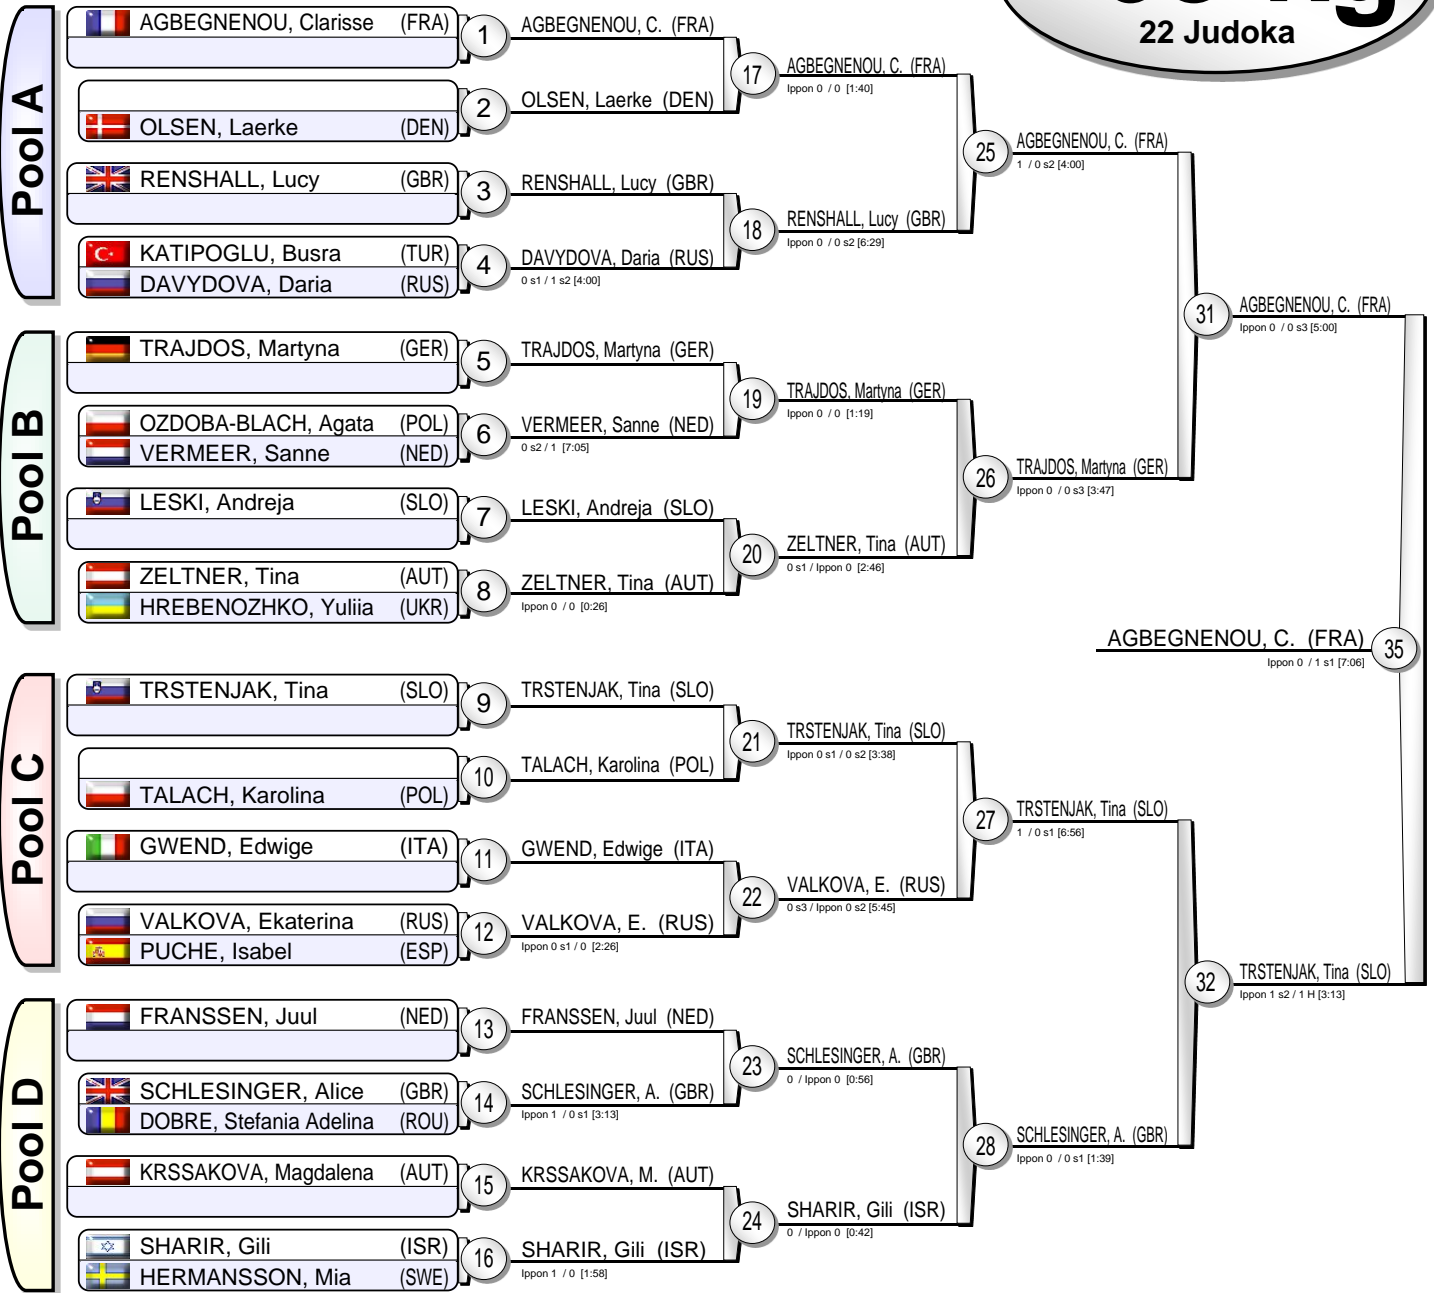 22 Judoka
Pool A
AGBEGNENOU, Clarisse (FRA)
1
OLSEN, Laerke (DEN)
2
RENSHALL, Lucy (GBR)
3
KATIPOGLU, Busra (TUR)
DAVYDOVA, Daria (RUS)
4
AGBEGNENOU, C. (FRA)
OLSEN, Laerke (DEN)
17
RENSHALL, Lucy (GBR)
DAVYDOVA, Daria (RUS)
0 s1 / 1 s2 [4:00]
18
AGBEGNENOU, C. (FRA)
Ippon 0 / 0 [1:40]
RENSHALL, Lucy (GBR)
Ippon 0 / 0 s2 [6:29]
25
AGBEGNENOU, C. (FRA)
1 / 0 s2 [4:00]
Pool B
TRAJDOS, Martyna (GER)
5
OZDOBA-BLACH, Agata (POL)
VERMEER, Sanne (NED)
6
LESKI, Andreja (SLO)
7
ZELTNER, Tina (AUT)
HREBENOZHKO, Yuliia (UKR)
8
TRAJDOS, Martyna (GER)
VERMEER, Sanne (NED)
0 s2 / 1 [7:05]
19
LESKI, Andreja (SLO)
ZELTNER, Tina (AUT)
Ippon 0 / 0 [0:26]
20
TRAJDOS, Martyna (GER)
Ippon 0 / 0 [1:19]
ZELTNER, Tina (AUT)
0 s1 / Ippon 0 [2:46]
26
TRAJDOS, Martyna (GER)
Ippon 0 / 0 s3 [3:47]
31
AGBEGNENOU, C. (FRA)
Ippon 0 / 0 s3 [5:00]
AGBEGNENOU, C. (FRA)
Ippon 0 / 1 s1 [7:06]
35
Pool C
TRSTENJAK, Tina (SLO)
9
TALACH, Karolina (POL)
10
GWEND, Edwige (ITA)
11
VALKOVA, Ekaterina (RUS)
PUCHE, Isabel (ESP)
12
TRSTENJAK, Tina (SLO)
TALACH, Karolina (POL)
21
GWEND, Edwige (ITA)
VALKOVA, E. (RUS)
Ippon 0 s1 / 0 [2:26]
22
TRSTENJAK, Tina (SLO)
Ippon 0 s1 / 0 s2 [3:38]
VALKOVA, E. (RUS)
0 s3 / Ippon 0 s2 [5:45]
27
TRSTENJAK, Tina (SLO)
1 / 0 s1 [6:56]
Pool D
FRANSSEN, Juul (NED)
13
SCHLESINGER, Alice (GBR)
DOBRE, Stefania Adelina (ROU)
14
KRSSAKOVA, Magdalena (AUT)
15
SHARIR, Gili (ISR)
HERMANSSON, Mia (SWE)
16
FRANSSEN, Juul (NED)
SCHLESINGER, A. (GBR)
Ippon 1 / 0 s1 [3:13]
23
KRSSAKOVA, M. (AUT)
SHARIR, Gili (ISR)
Ippon 1 / 0 [1:58]
24
SCHLESINGER, A. (GBR)
0 / Ippon 0 [0:56]
SHARIR, Gili (ISR)
0 / Ippon 0 [0:42]
28
SCHLESINGER, A. (GBR)
Ippon 0 / 0 s1 [1:39]
32
TRSTENJAK, Tina (SLO)
Ippon 1 s2 / 1 H [3:13]